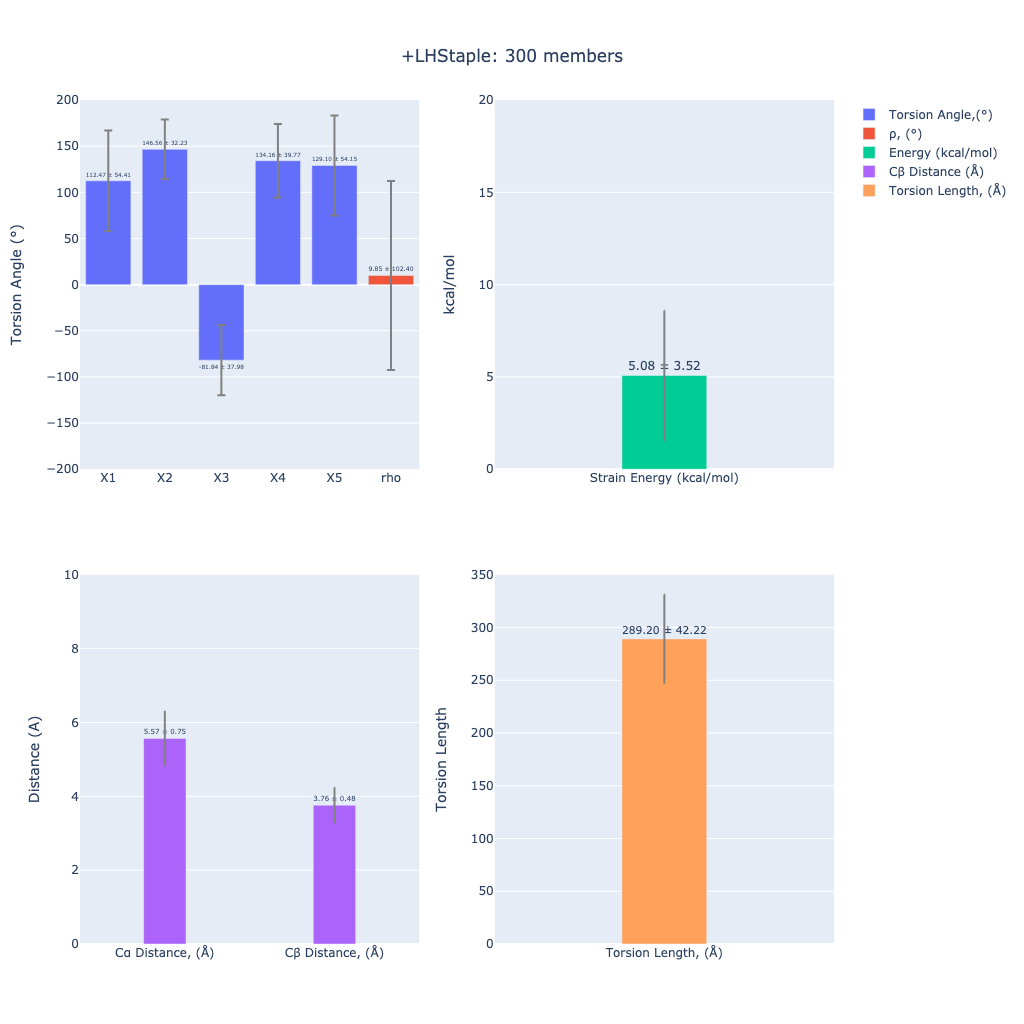 +LHStaple: 300 members
200
150
100
50
0
−50
−100
−150
−200
Torsion Angle (°)
112.47 ± 54.41
146.56 ± 32.23
-81.84 ± 37.98
134.16 ± 39.77
129.10 ± 54.15
9.85 ± 102.40
X1 X2 X3 X4 X5 rho
20
15
10
5
0
kcal/mol
5.08 ± 3.52
Strain Energy (kcal/mol)
Torsion Angle,(°)
ρ, (°)
Energy (kcal/mol)
Cβ Distance (Å)
Torsion Length, (Å)
10
8
6
4
2
0
Distance (A)
5.57 ± 0.75
3.76 ± 0.48
Cα Distance, (Å) Cβ Distance, (Å)
350
300
250
200
150
100
50
0
Torsion Length
289.20 ± 42.22
Torsion Length, (Å)